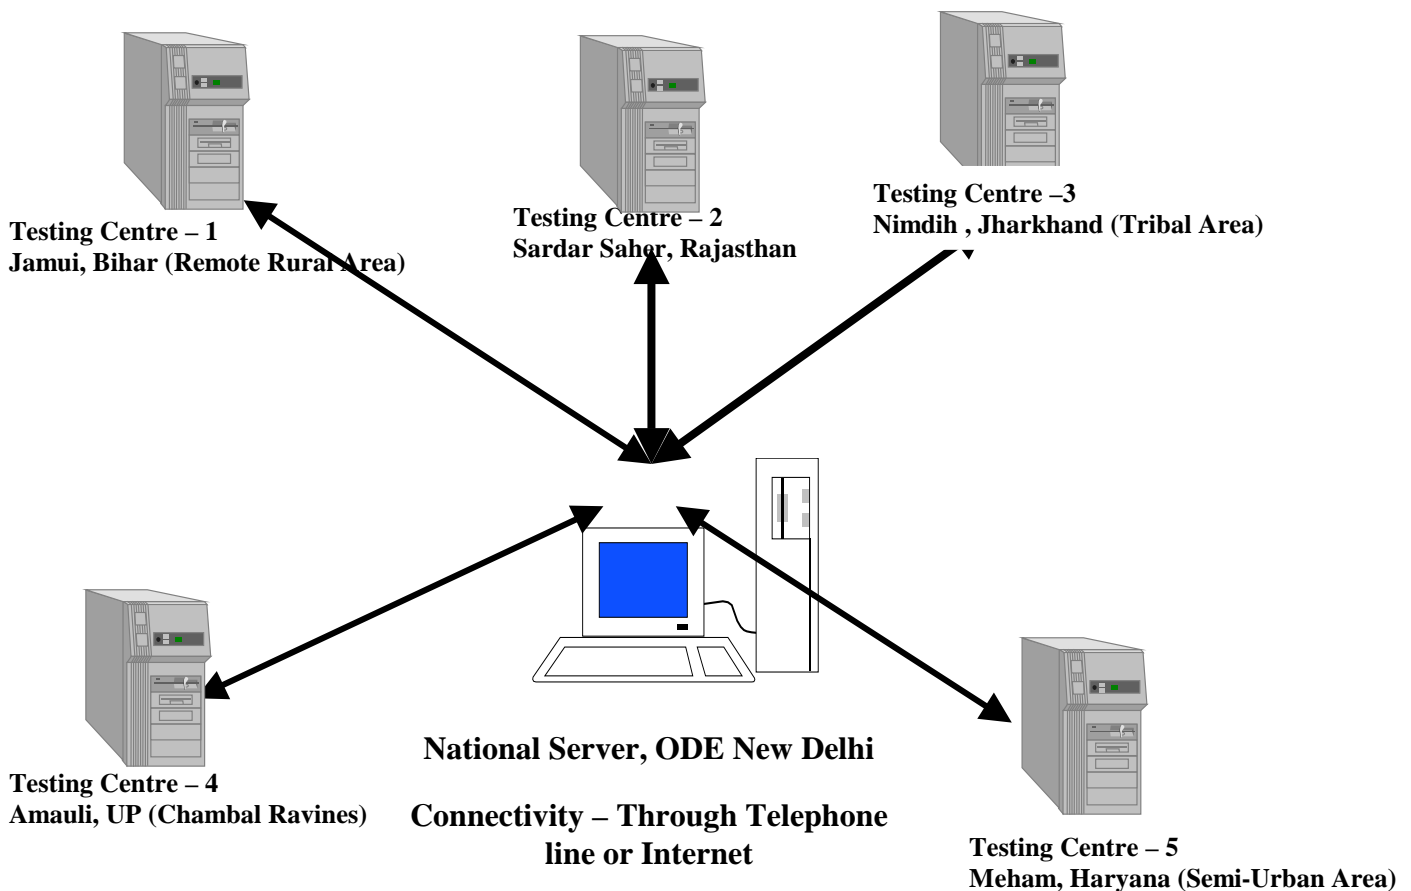 Testing Centre – 1
Jamui, Bihar (Remote Rural Area)
Testing Centre – 2
Sardar Saher, Rajasthan
Testing Centre –3
Nimdih , Jharkhand (Tribal Area)
National Server, ODE New Delhi
Connectivity – Through Telephone
line or Internet
Testing Centre – 4
Amauli, UP (Chambal Ravines)
Testing Centre – 5
Meham, Haryana (Semi-Urban Area)